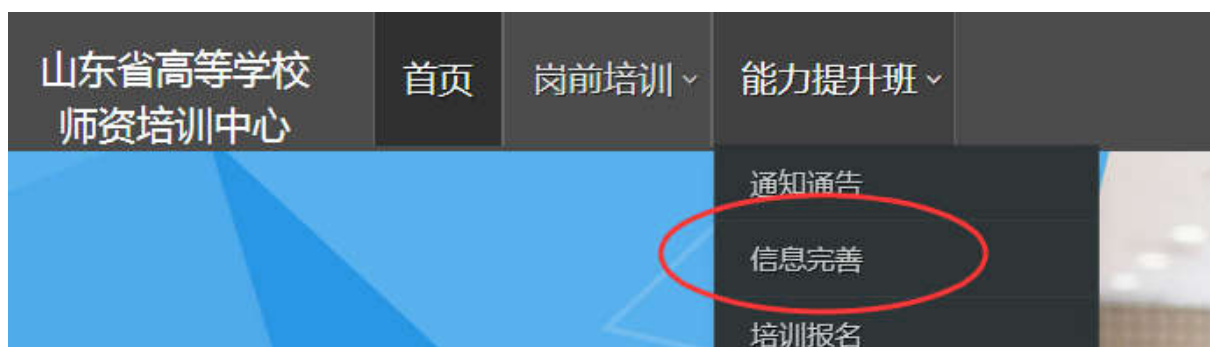 山东省高等学校
师资培训中心
首页
岗前培训
能力提升班
通知通告
信息完善
培训报名